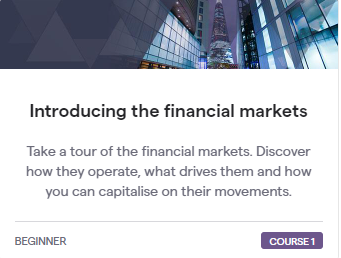 Introducing the financial markets
Take a tour of the financial markets. Discover
how they operate, what drives them and how
you can capitalise on their movements.
BEGINNER
COURSE 1